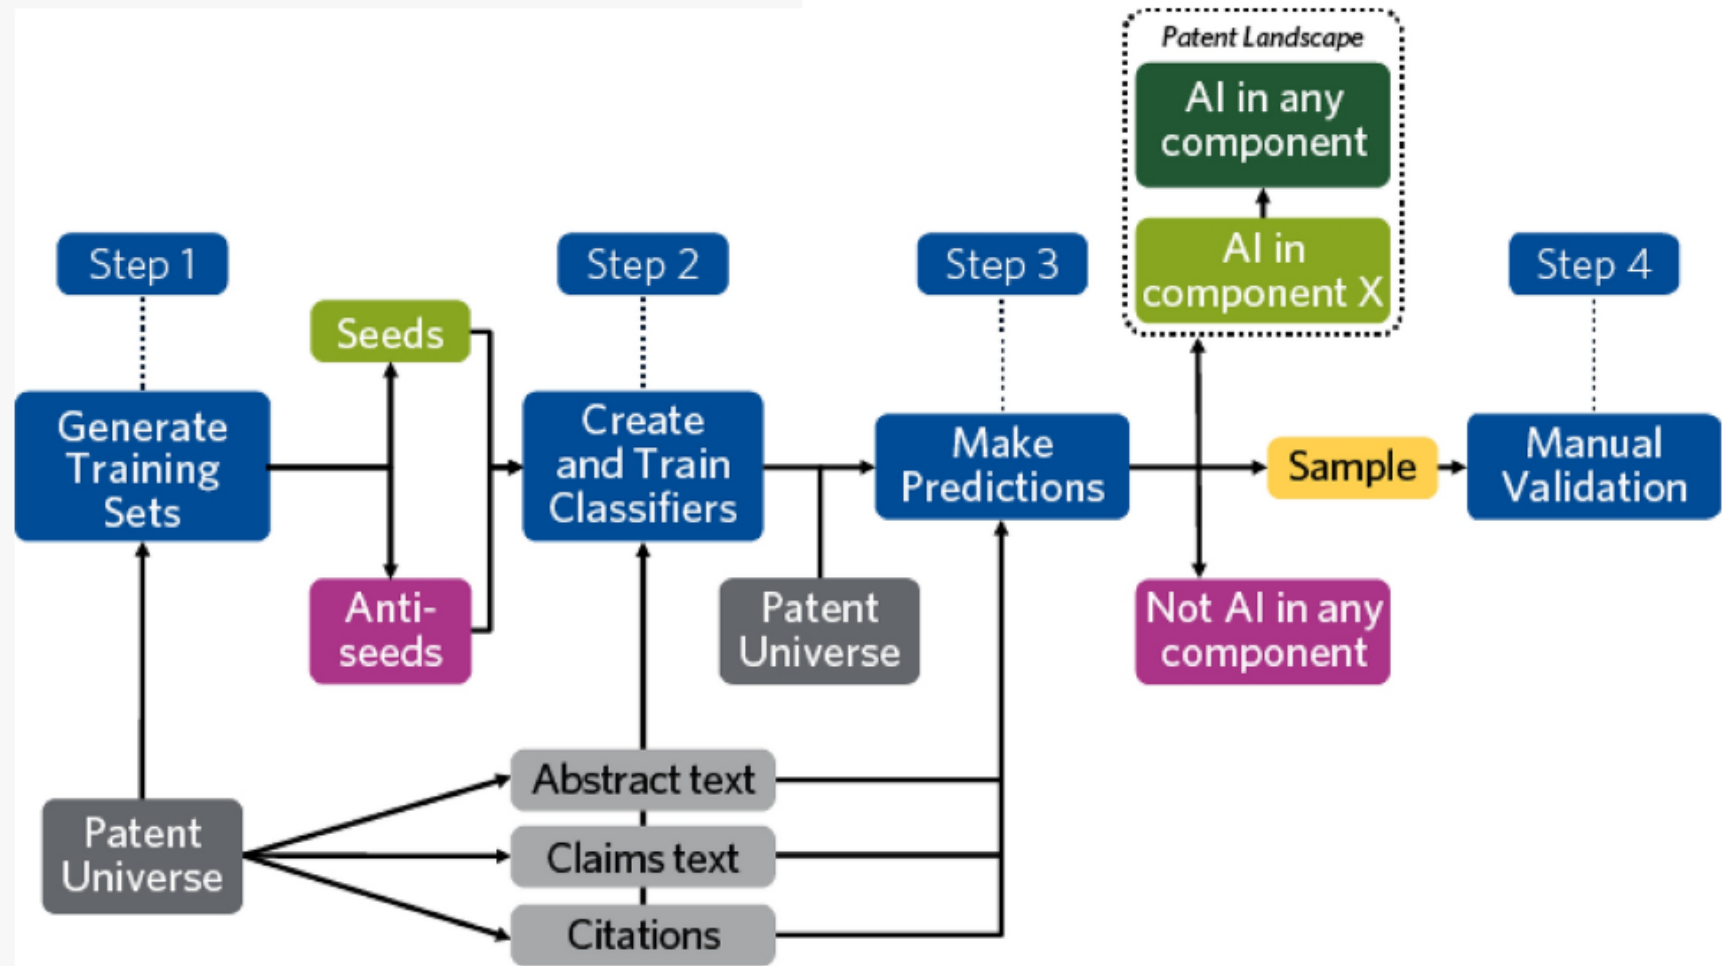 Patent Landscape
AI in any
component
AI in
component X
Step 1
Step 2
Step 3
Step 4
Seeds
Generate
Training
Sets
Create
and Train
Classifiers
Make
Predictions
Sample
Manual
Validation
Anti-
seeds
Patent
Universe
Not AI in any
component
Abstract text
Patent
Universe
Claims text
Citations